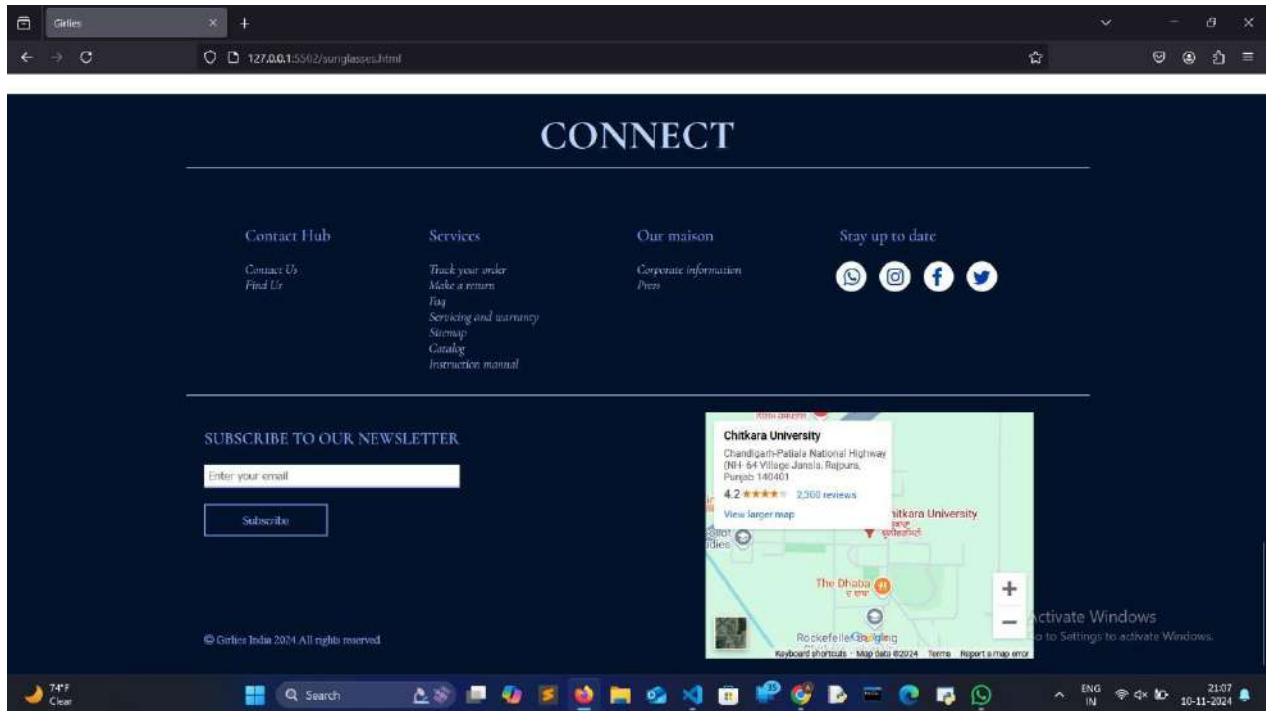 Girlies
127.0.0.1:5502/sunglasses.html
CONNECT
Contact Hub
Contact Us
Find Us
Services
Track your order
Make a return
Faq
Servicing and warranty
Sitemap
Catalog
Instruction manual
Our maison
Corporate information
Press
Stay up to date
SUBSCRIBE TO OUR NEWSLETTER
Enter your email
Subscribe
© Girlies India 2024 All rights reserved
Chitkara University
Chandigarh-Patiala National Highway
(NH- 64 Village Jansla, Rajpura,
Punjab 140401
4.2 ★★★★ 2,360 reviews
View larger map
Chitkara University
The Dhaba
ਦ ਢਾਬਾ
Rockefeller
Keyboard shortcuts
Map data ©2024
Terms
Report a map error
Activate Windows
Go to Settings to activate Windows.
74°F
Clear
Search
35
ENG
IN
21:07
10-11-2024